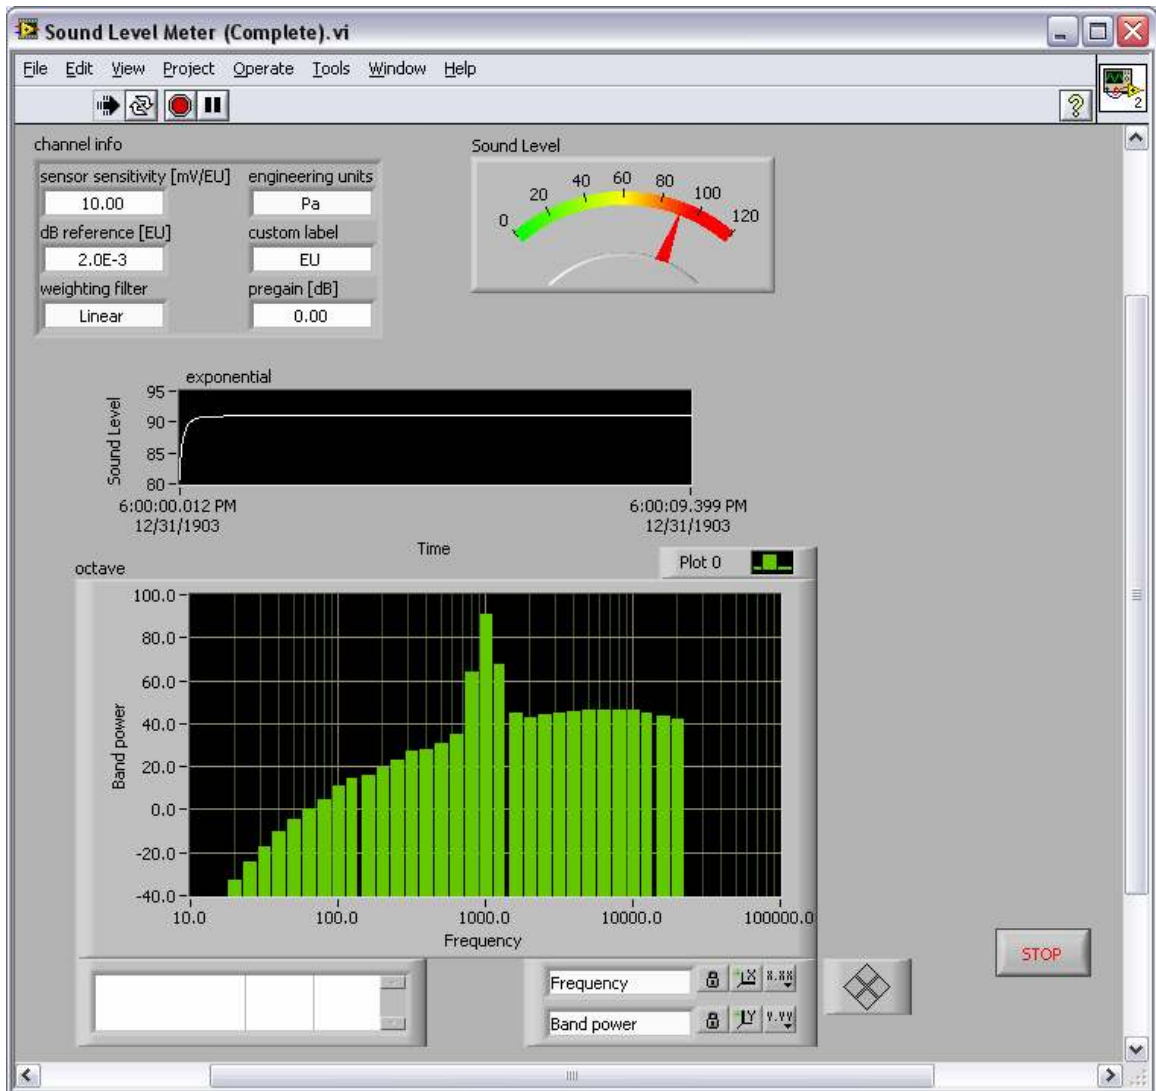 Sound Level Meter (Complete).vi
File Edit View Project Operate Tools Window Help
2
channel info
sensor sensitivity [mV/EU] engineering units
10.00 Pa
dB reference [EU] custom label
2.0E-3 EU
weighting filter pregain [dB]
Linear 0.00
Sound Level
0 20 40 60 80 100 120
exponential
Sound Level
95
90
85
80
6:00:00.012 PM 6:00:09.399 PM
12/31/1903 12/31/1903
Time
octave
Plot 0
Band power
100.0
80.0
60.0
40.0
20.0
0.0
-20.0
-40.0
10.0 100.0 1000.0 10000.0 100000.0
Frequency
STOP
Frequency X X.XX
Band power Y Y.YY